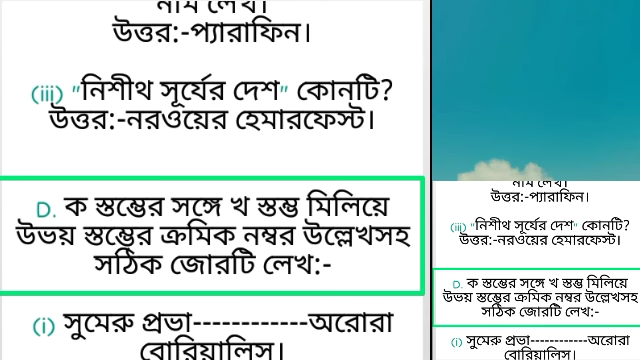 নাম লেখ।
উত্তর:-প্যারাফিন।
(iii) "নিশীথ সূর্যের দেশ" কোনটি?
উত্তর:-নরওয়ের হেমারফেস্ট।
D. ক স্তম্ভের সঙ্গে খ স্তম্ভ মিলিয়ে
উভয় স্তম্ভের ক্রমিক নম্বর উল্লেখসহ
সঠিক জোরটি লেখ:-
(i) সুমেরু প্রভা------------অরোরা
বোরিয়ালিস।
নাম লেখ।
উত্তর:-প্যারাফিন।
(iii) "নিশীথ সূর্যের দেশ" কোনটি?
উত্তর:-নরওয়ের হেমারফেস্ট।
D. ক স্তম্ভের সঙ্গে খ স্তম্ভ মিলিয়ে
উভয় স্তম্ভের ক্রমিক নম্বর উল্লেখসহ
সঠিক জোরটি লেখ:-
(i) সুমেরু প্রভা------------অরোরা
বোরিয়ালিস।